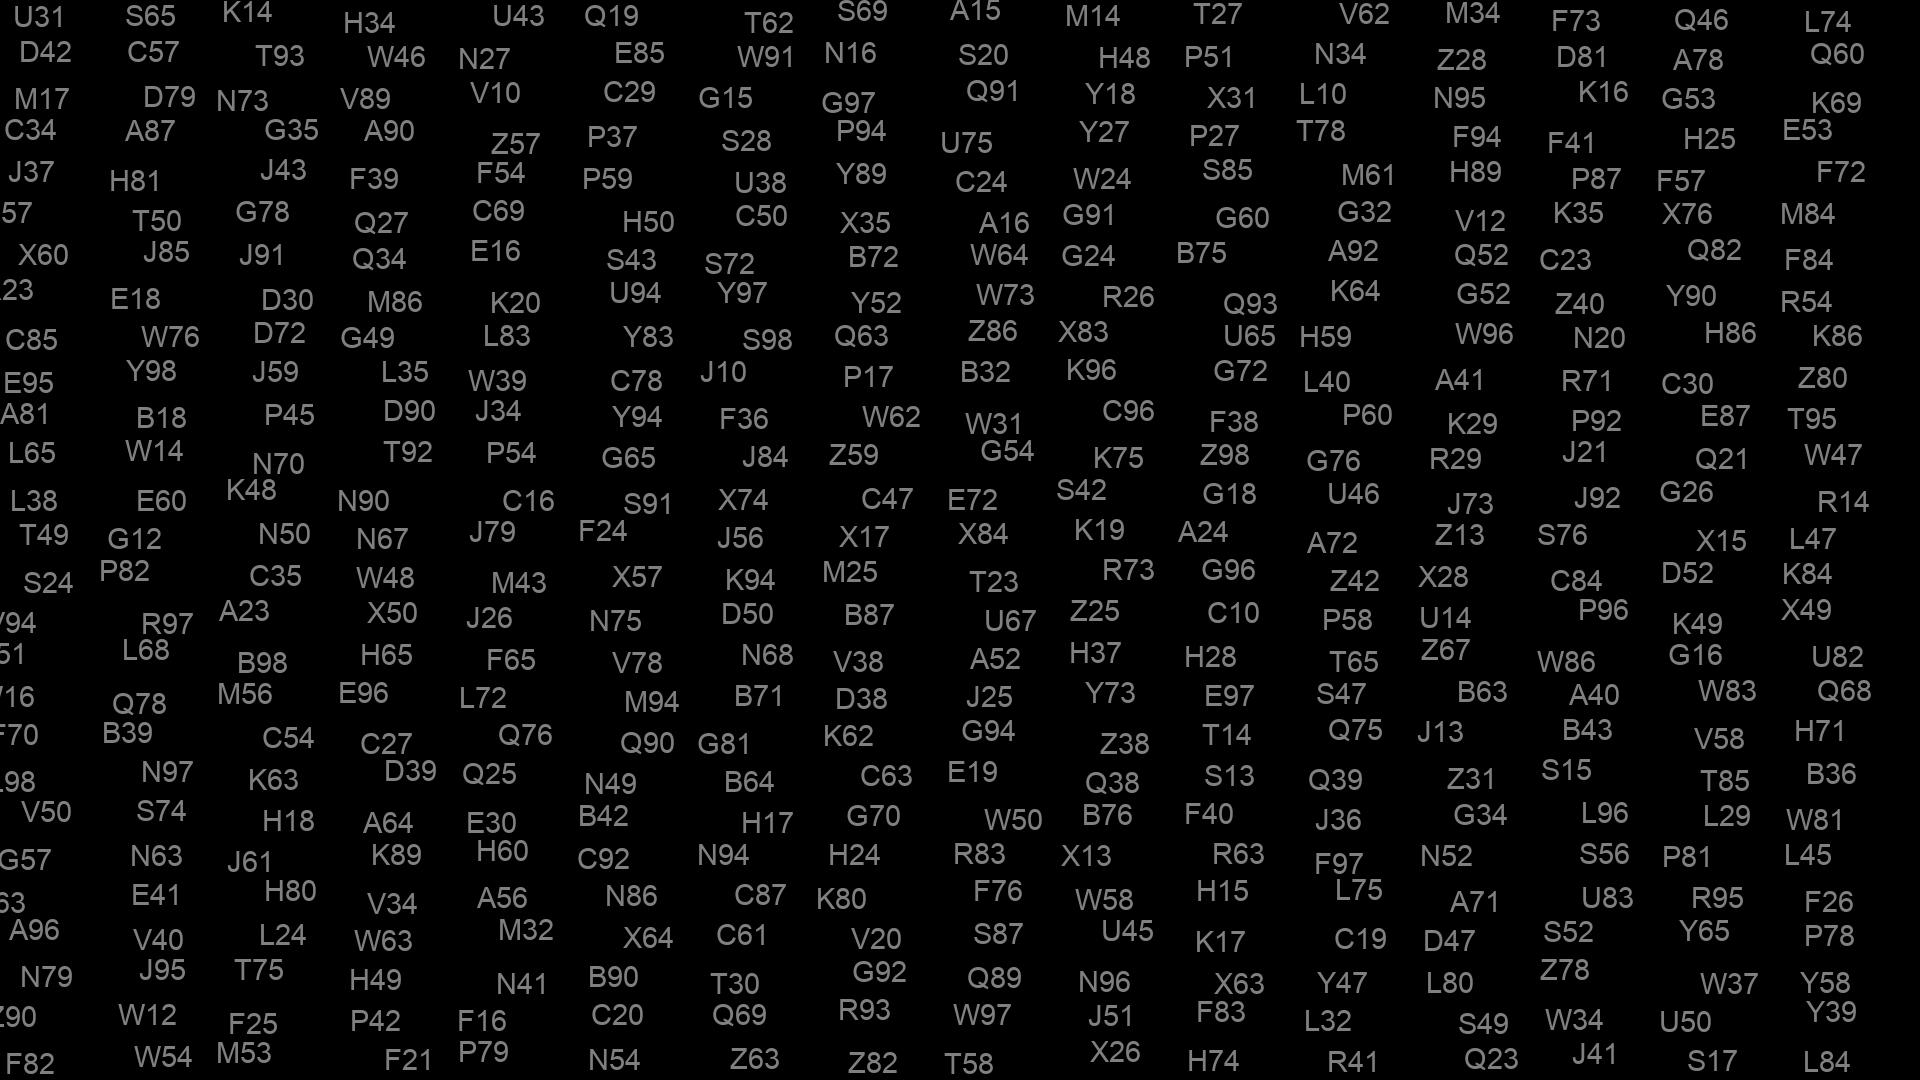 U31 S65 K14 H34 U43 Q19 T62 S69 A15 M14 T27 V62 M34 F73 Q46 L74
D42 C57 T93 W46 N27 E85 W91 N16 S20 H48 P51 N34 Z28 D81 A78 Q60
M17 D79 N73 V89 V10 C29 G15 G97 Q91 Y18 X31 L10 N95 K16 G53 K69
C34 A87 G35 A90 Z57 P37 S28 P94 U75 Y27 P27 T78 F94 F41 H25 E53
J37 H81 J43 F39 F54 P59 U38 Y89 C24 W24 S85 M61 H89 P87 F57 F72
57 T50 G78 Q27 C69 H50 C50 X35 A16 G91 G60 G32 V12 K35 X76 M84
X60 J85 J91 Q34 E16 S43 S72 B72 W64 G24 B75 A92 Q52 C23 Q82 F84
23 E18 D30 M86 K20 U94 Y97 Y52 W73 R26 Q93 K64 G52 Z40 Y90 R54
C85 W76 D72 G49 L83 Y83 S98 Q63 Z86 X83 U65 H59 W96 N20 H86 K86
E95 Y98 J59 L35 W39 C78 J10 P17 B32 K96 G72 L40 A41 R71 C30 Z80
A81 B18 P45 D90 J34 Y94 F36 W62 W31 C96 F38 P60 K29 P92 E87 T95
L65 W14 N70 T92 P54 G65 J84 Z59 G54 K75 Z98 G76 R29 J21 Q21 W47
L38 E60 K48 N90 C16 S91 X74 C47 E72 S42 G18 U46 J73 J92 G26 R14
T49 G12 N50 N67 J79 F24 J56 X17 X84 K19 A24 A72 Z13 S76 X15 L47
S24 P82 C35 W48 M43 X57 K94 M25 T23 R73 G96 Z42 X28 C84 D52 K84
94 R97 A23 X50 J26 N75 D50 B87 U67 Z25 C10 P58 U14 P96 K49 X49
51 L68 B98 H65 F65 V78 N68 V38 A52 H37 H28 T65 Z67 W86 G16 U82
16 Q78 M56 E96 L72 M94 B71 D38 J25 Y73 E97 S47 B63 A40 W83 Q68
F70 B39 C54 C27 Q76 Q90 G81 K62 G94 Z38 T14 Q75 J13 B43 V58 H71
98 N97 K63 D39 Q25 N49 B64 C63 E19 Q38 S13 Q39 Z31 S15 T85 B36
V50 S74 H18 A64 E30 B42 H17 G70 W50 B76 F40 J36 G34 L96 L29 W81
G57 N63 J61 K89 H60 C92 N94 H24 R83 X13 R63 F97 N52 S56 P81 L45
63 E41 H80 V34 A56 N86 C87 K80 F76 W58 H15 L75 A71 U83 R95 F26
A96 V40 L24 W63 M32 X64 C61 V20 S87 U45 K17 C19 D47 S52 Y65 P78
N79 J95 T75 H49 N41 B90 T30 G92 Q89 N96 X63 Y47 L80 Z78 W37 Y58
Z90 W12 F25 P42 F16 C20 Q69 R93 W97 J51 F83 L32 S49 W34 U50 Y39
F82 W54 M53 F21 P79 N54 Z63 Z82 T58 X26 H74 R41 Q23 J41 S17 L84